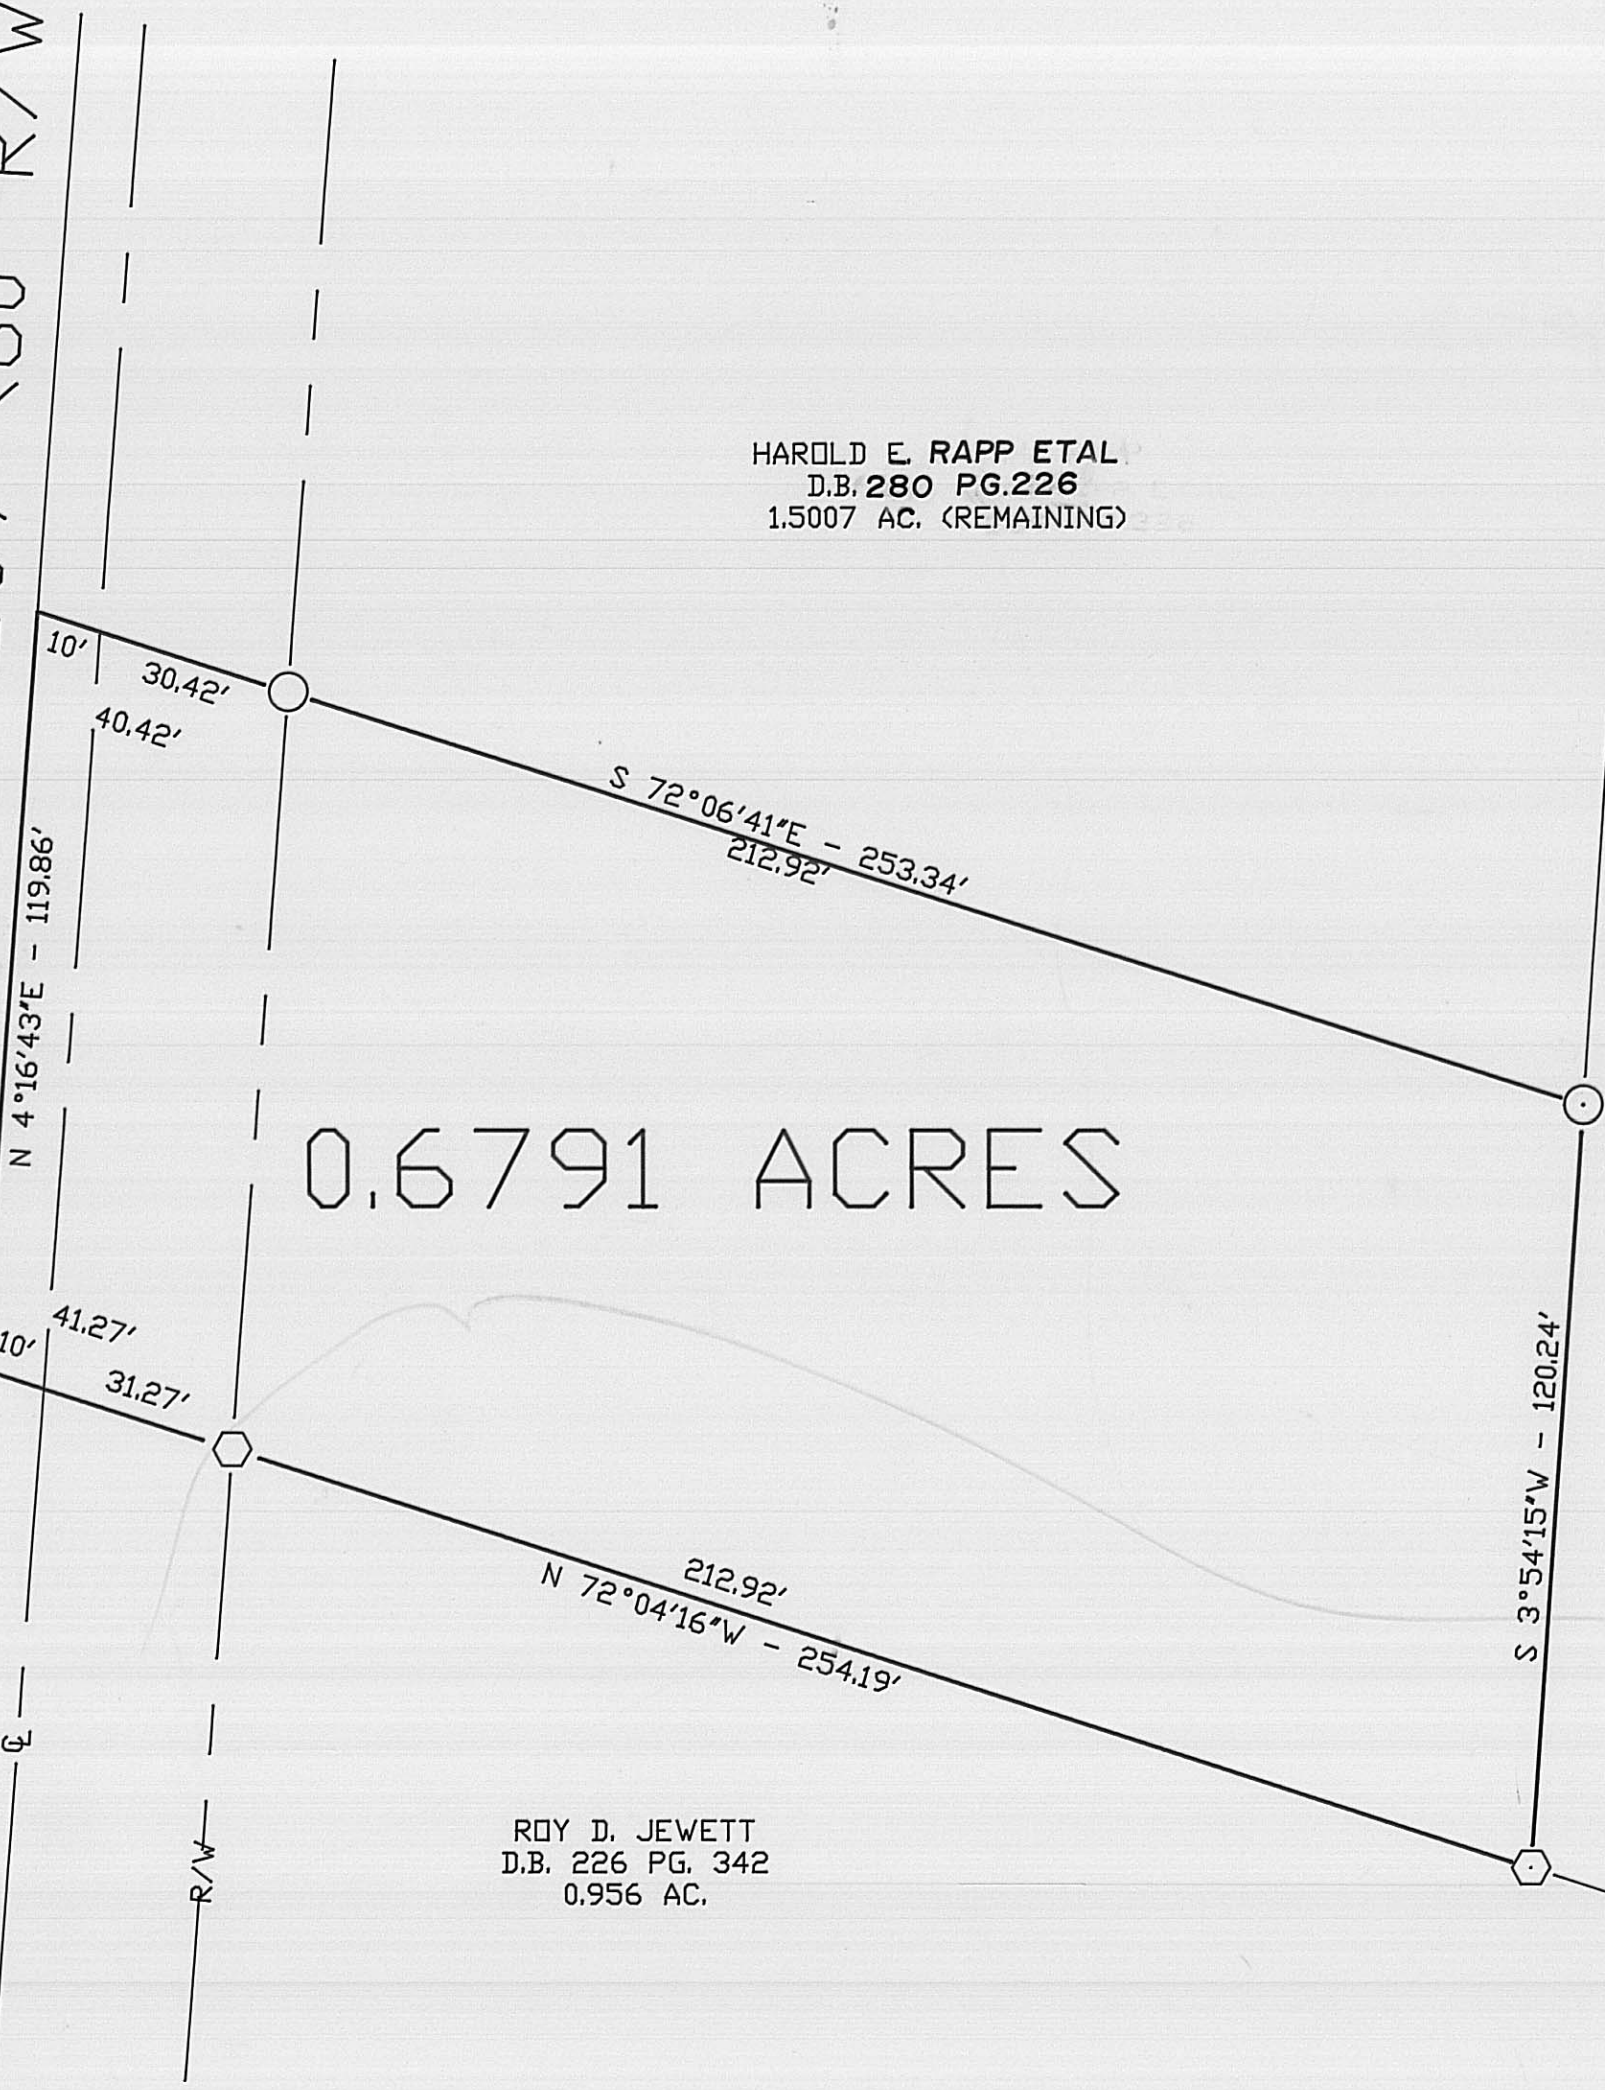 R/W
HAROLD E. RAPP ETAL
D.B. 280 PG.226
1.5007 AC. (REMAINING)
10'
30.42'
40.42'
S 72°06'41"E - 253.34'
212.92'
N 4°16'43"E - 119.86'
0.6791 ACRES
41.27'
10'
31.27'
S 3°54'15"W - 120.24'
212.92'
N 72°04'16"W - 254.19'
ROY D. JEWETT
D.B. 226 PG. 342
0.956 AC.
R/W